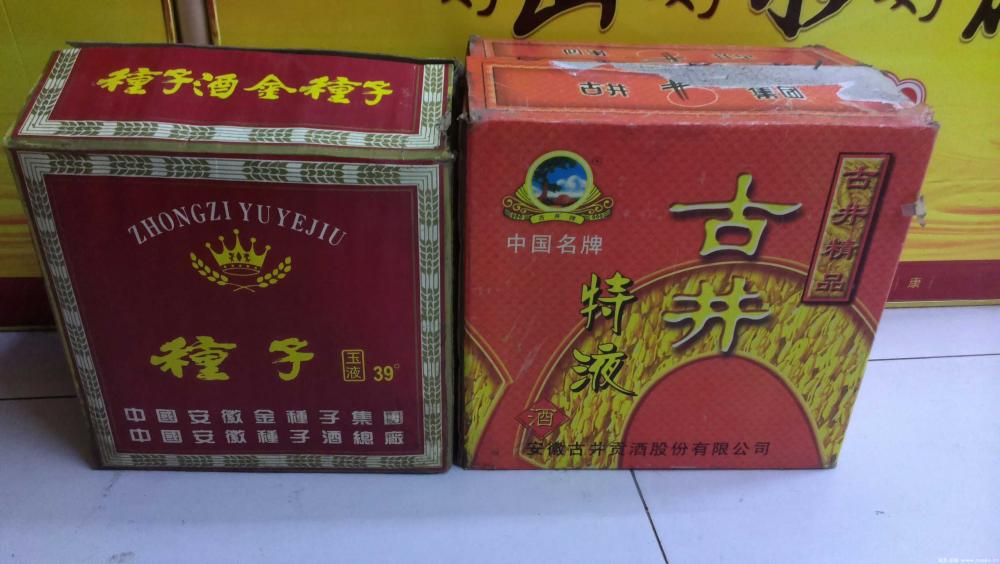 種子酒金種子
ZHONGZI YUYEJIU
種子
玉液
39°
中國安徽金種子集團
中國安徽種子酒總廠
古井 集团
中国名牌
古井
特液
酒
古井精品
安徽古井贡酒股份有限公司
康